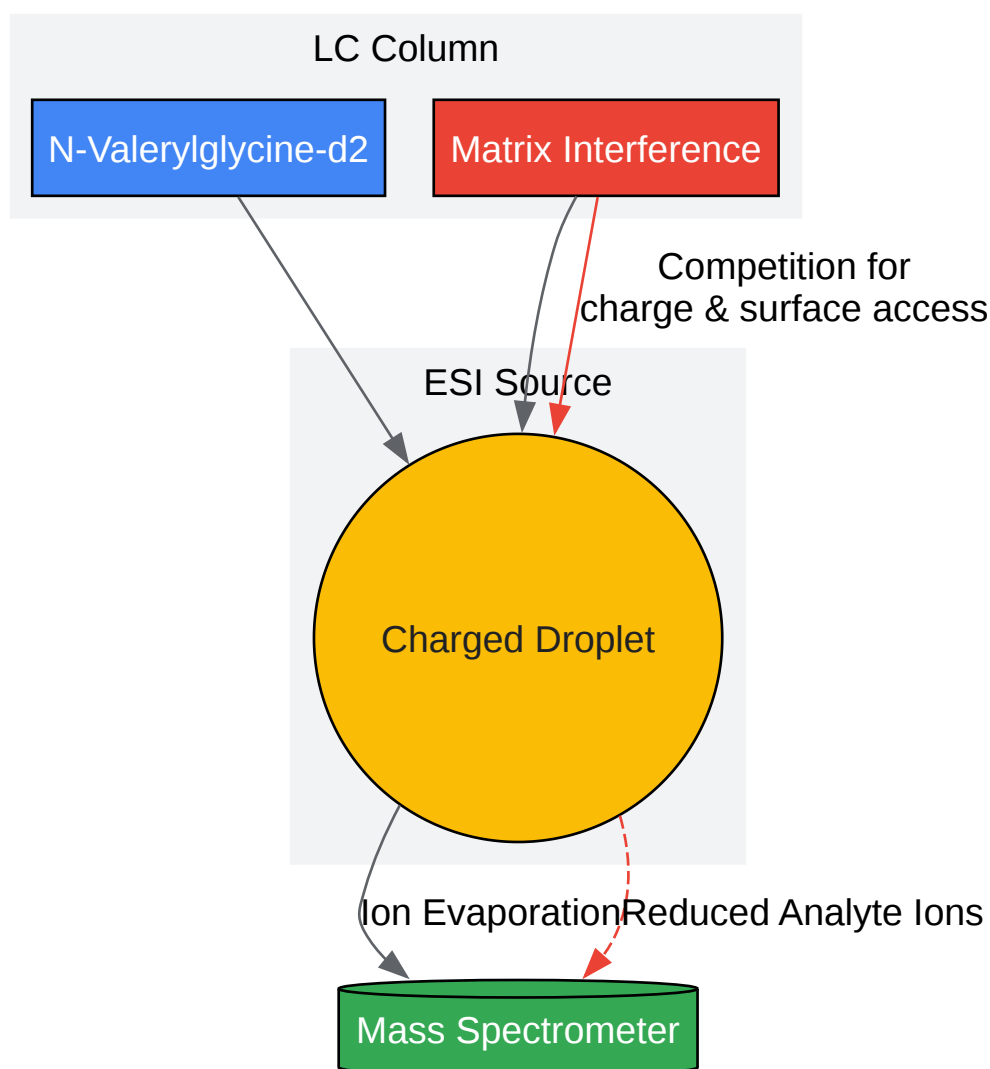 LC Column
N-Valerylglycine-d2
Matrix Interference
Competition for
charge & surface access
ESI Source
Charged Droplet
Ion Evaporation
Reduced Analyte Ions
Mass Spectrometer